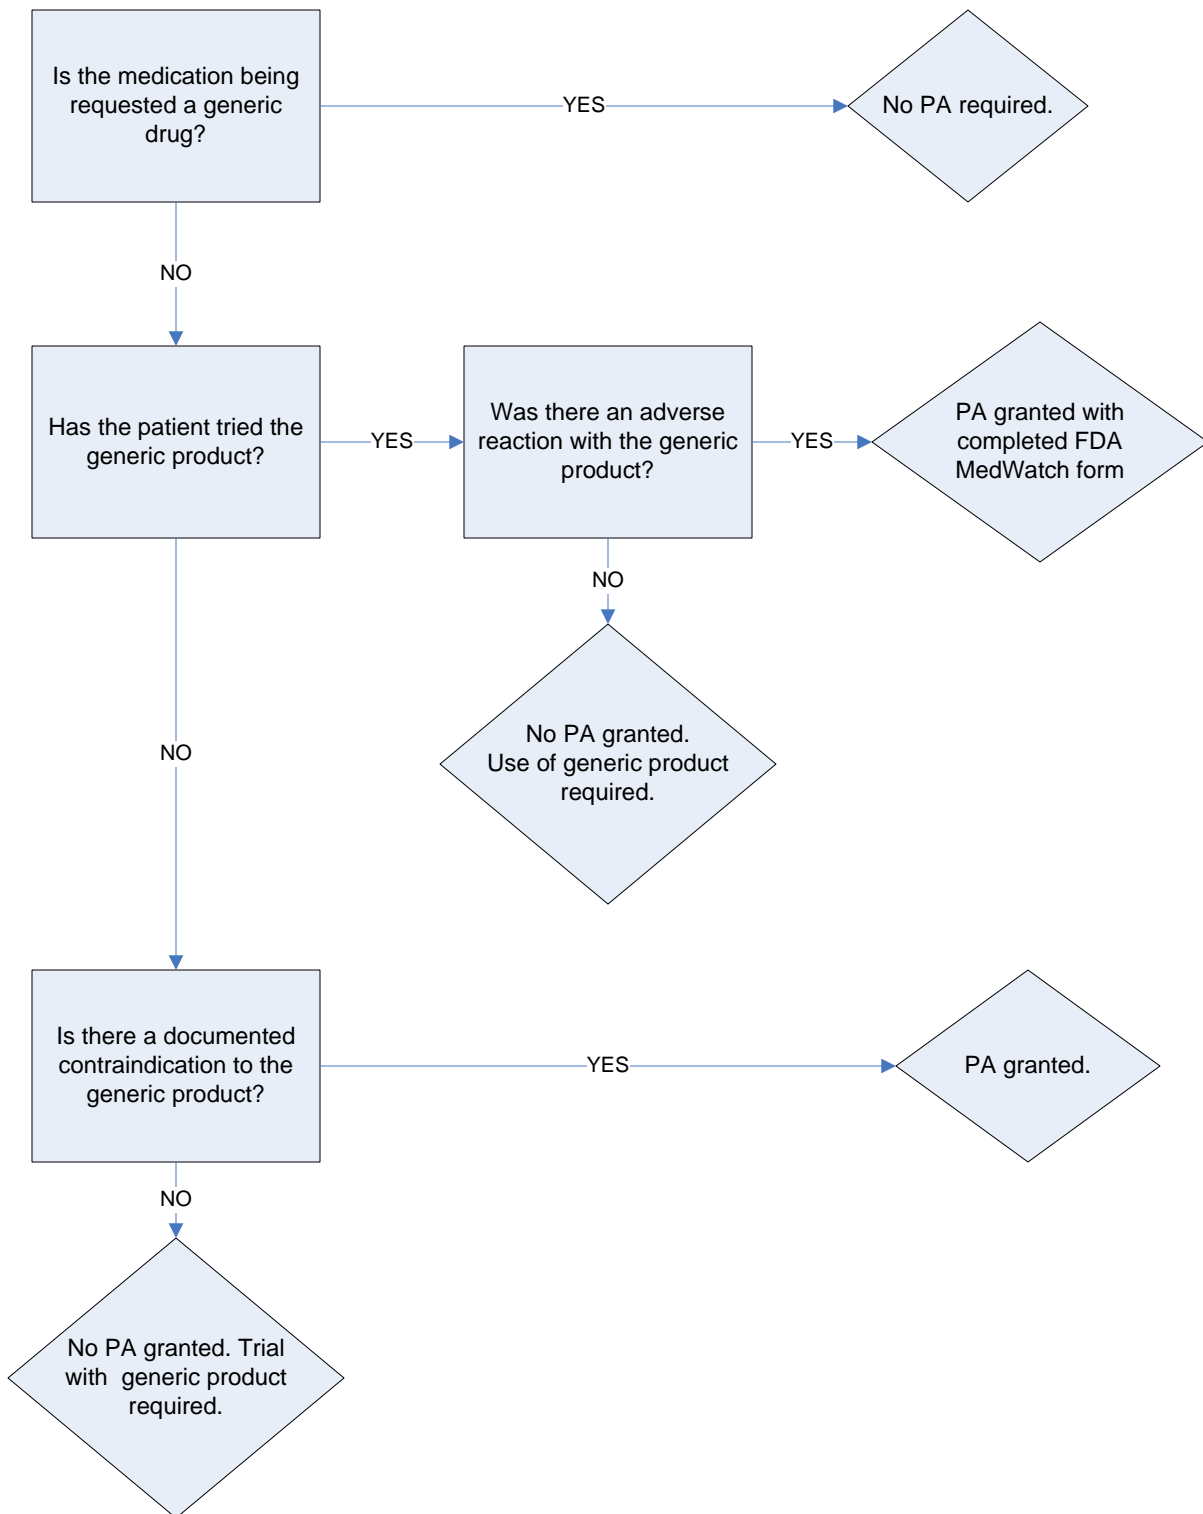 Is the medication being
requested a generic
drug?
YES
No PA required.
NO
Has the patient tried the
generic product?
YES
Was there an adverse
reaction with the generic
product?
YES
PA granted with
completed FDA
MedWatch form
NO
No PA granted.
Use of generic product
required.
NO
Is there a documented
contraindication to the
generic product?
YES
PA granted.
NO
No PA granted. Trial
with  generic product
required.